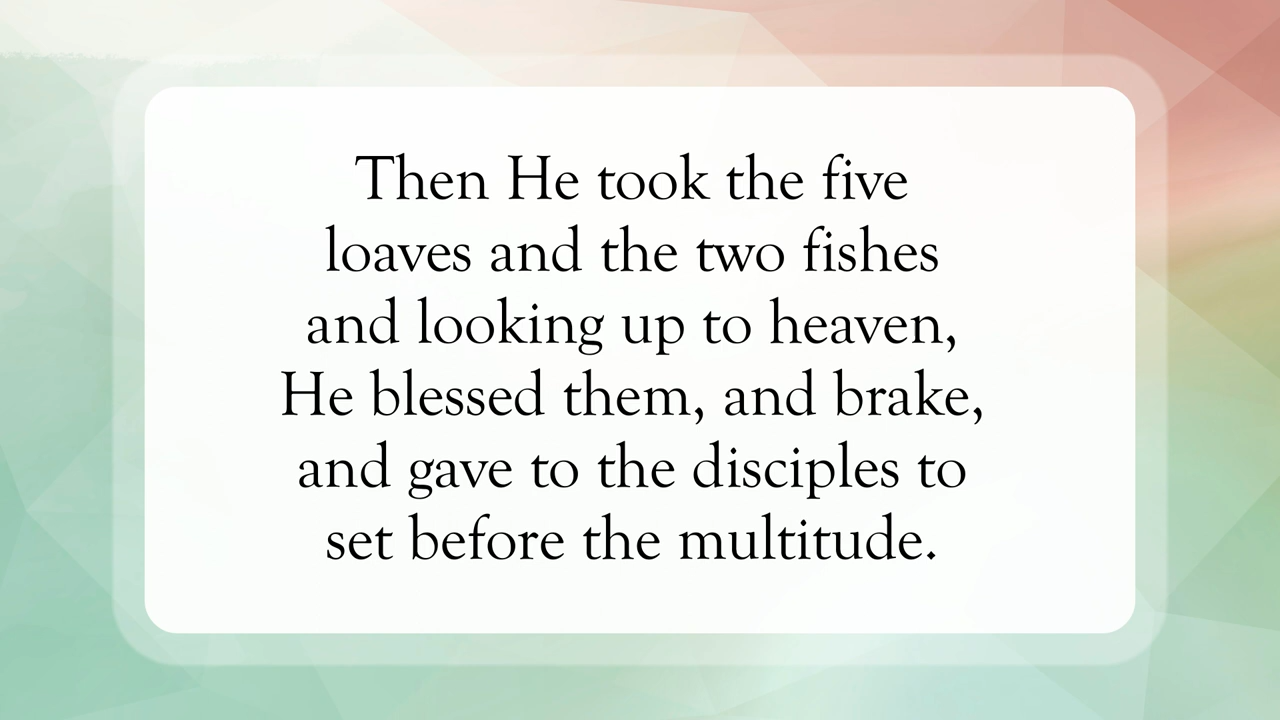 Then He took the five
loaves and the two fishes
and looking up to heaven,
He blessed them, and brake,
and gave to the disciples to
set before the multitude.